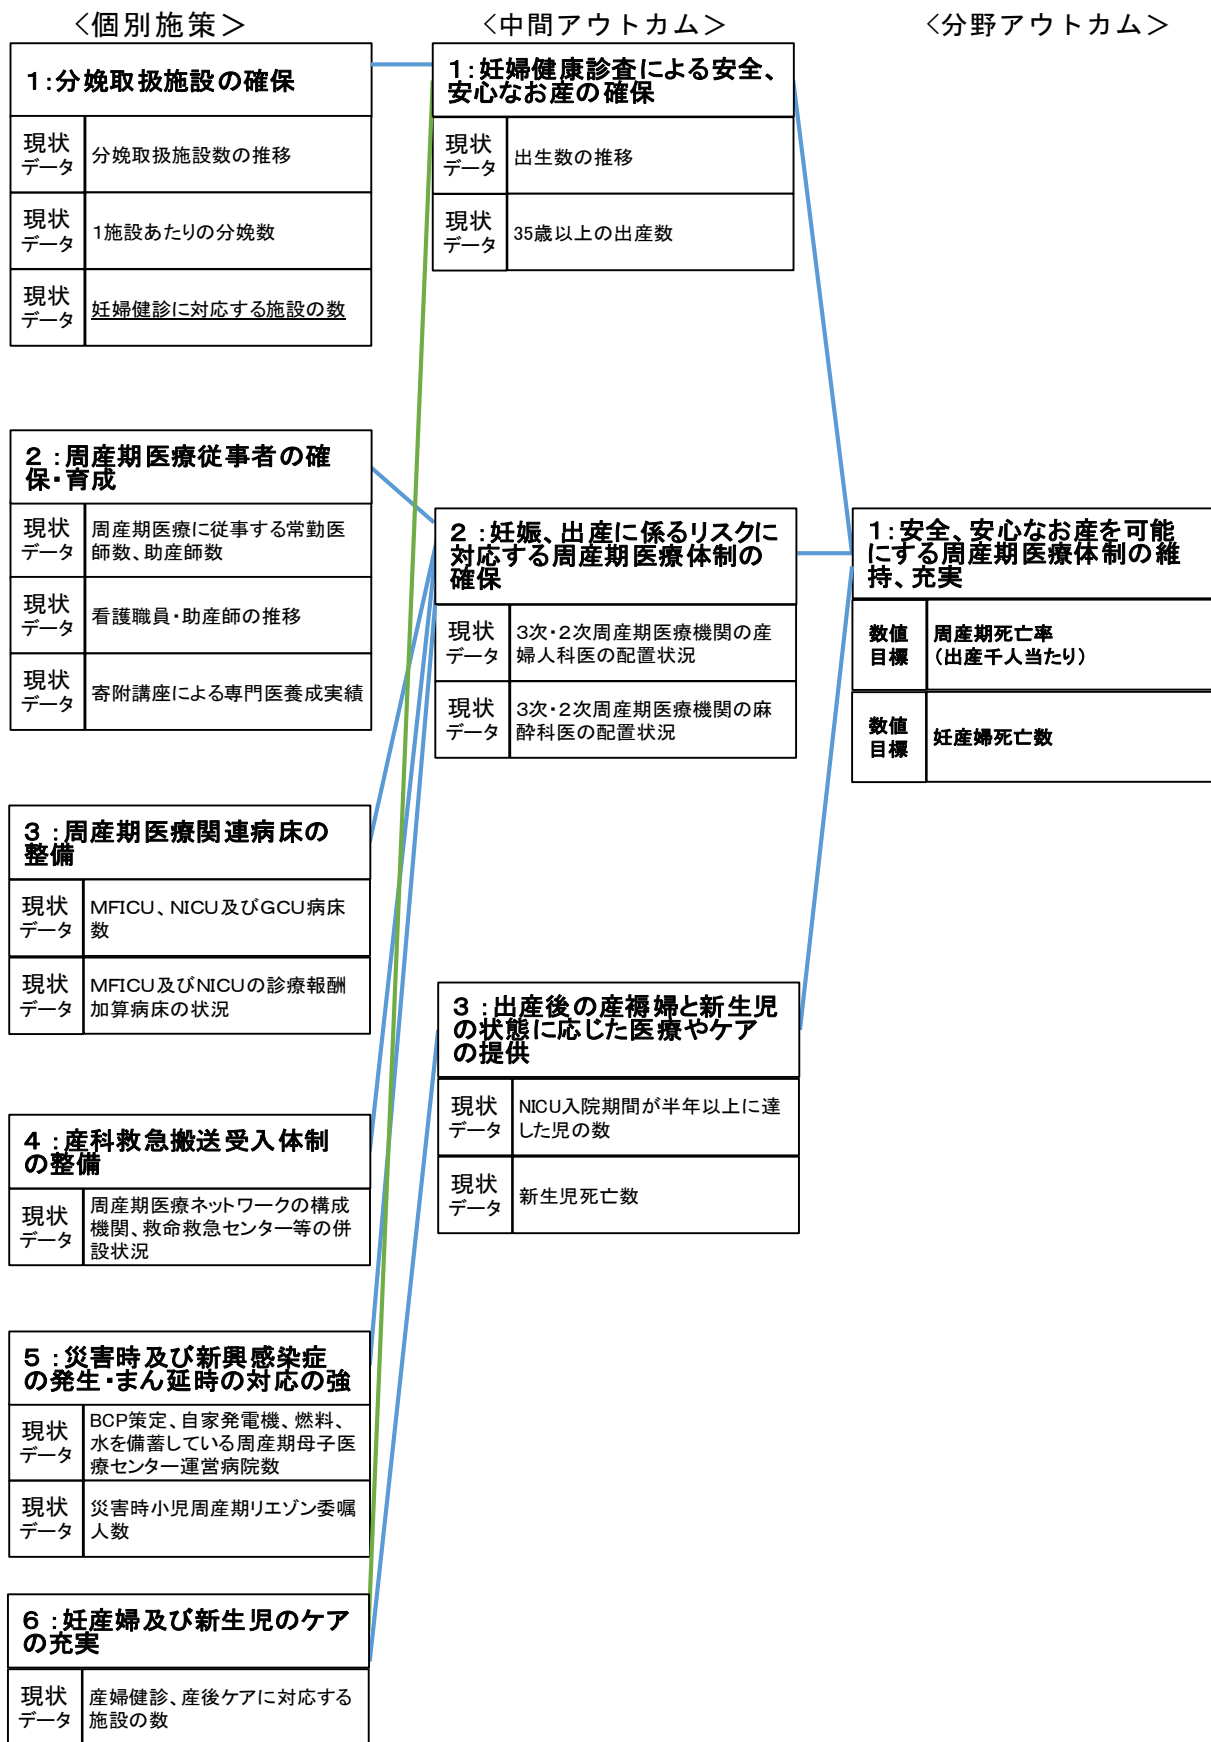 <個別施策>
1:分娩取扱施設の確保
現状
データ
分娩取扱施設数の推移
現状
データ
1施設あたりの分娩数
現状
データ
妊婦健診に対応する施設の数
2:周産期医療従事者の確
保・育成
現状
データ
周産期医療に従事する常勤医
師数、助産師数
現状
データ
看護職員・助産師の推移
現状
データ
寄附講座による専門医養成実績
3:周産期医療関連病床の
整備
現状
データ
MFICU、NICU及びGCU病床
数
現状
データ
MFICU及びNICUの診療報酬
加算病床の状況
4:産科救急搬送受入体制
の整備
現状
データ
周産期医療ネットワークの構成
機関、救命救急センター等の併
設状況
5:災害時及び新興感染症
の発生・まん延時の対応の強
現状
データ
BCP策定、自家発電機、燃料、
水を備蓄している周産期母子医
療センター運営病院数
現状
データ
災害時小児周産期リエゾン委嘱
人数
6:妊産婦及び新生児のケア
の充実
現状
データ
産婦健診、産後ケアに対応する
施設の数
<中間アウトカム>
1:妊婦健康診査による安全、
安心なお産の確保
現状
データ
出生数の推移
現状
データ
35歳以上の出産数
2:妊娠、出産に係るリスクに
対応する周産期医療体制の
確保
現状
データ
3次・2次周産期医療機関の産
婦人科医の配置状況
現状
データ
3次・2次周産期医療機関の麻
酔科医の配置状況
3:出産後の産褥婦と新生児
の状態に応じた医療やケア
の提供
現状
データ
NICU入院期間が半年以上に達
した児の数
現状
データ
新生児死亡数
<分野アウトカム>
1:安全、安心なお産を可能
にする周産期医療体制の維
持、充実
数値
目標
周産期死亡率
(出産千人当たり)
数値
目標
妊産婦死亡数